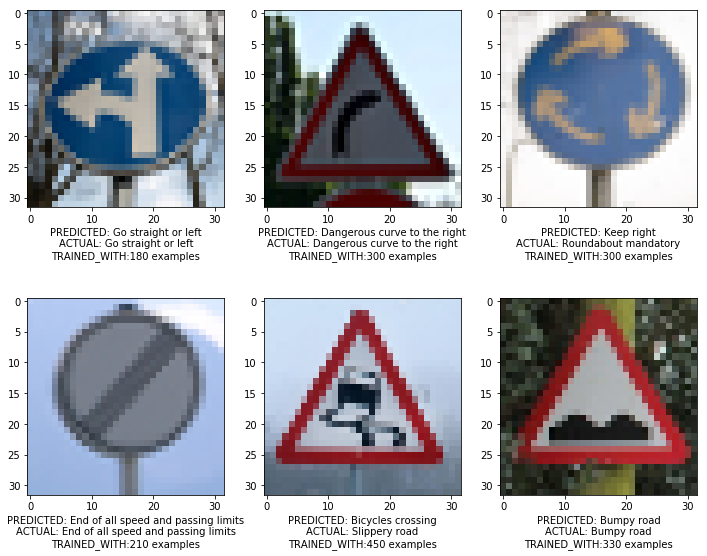 0
5
10
15
20
25
30
0 10 20 30
PREDICTED: Go straight or left
ACTUAL: Go straight or left
TRAINED_WITH:180 examples
0
5
10
15
20
25
30
0 10 20 30
PREDICTED: Dangerous curve to the right
ACTUAL: Dangerous curve to the right
TRAINED_WITH:300 examples
0
5
10
15
20
25
30
0 10 20 30
PREDICTED: Keep right
ACTUAL: Roundabout mandatory
TRAINED_WITH:300 examples
0
5
10
15
20
25
30
0 10 20 30
PREDICTED: End of all speed and passing limits
ACTUAL: End of all speed and passing limits
TRAINED_WITH:210 examples
0
5
10
15
20
25
30
0 10 20 30
PREDICTED: Bicycles crossing
ACTUAL: Slippery road
TRAINED_WITH:450 examples
0
5
10
15
20
25
30
0 10 20 30
PREDICTED: Bumpy road
ACTUAL: Bumpy road
TRAINED_WITH:330 examples